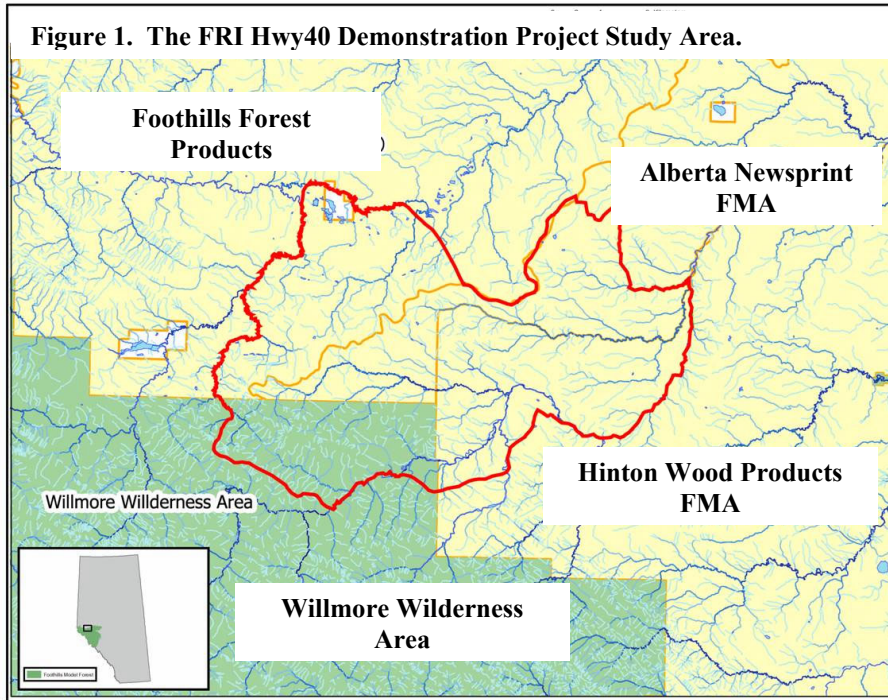 Figure 1. The FRI Hwy40 Demonstration Project Study Area.
Foothills Forest
Products
)
Alberta Newsprint
FMA
Hinton Wood Products
FMA
Willmore Willderness Area
Willmore Wilderness
Area
Foothills Model Forest